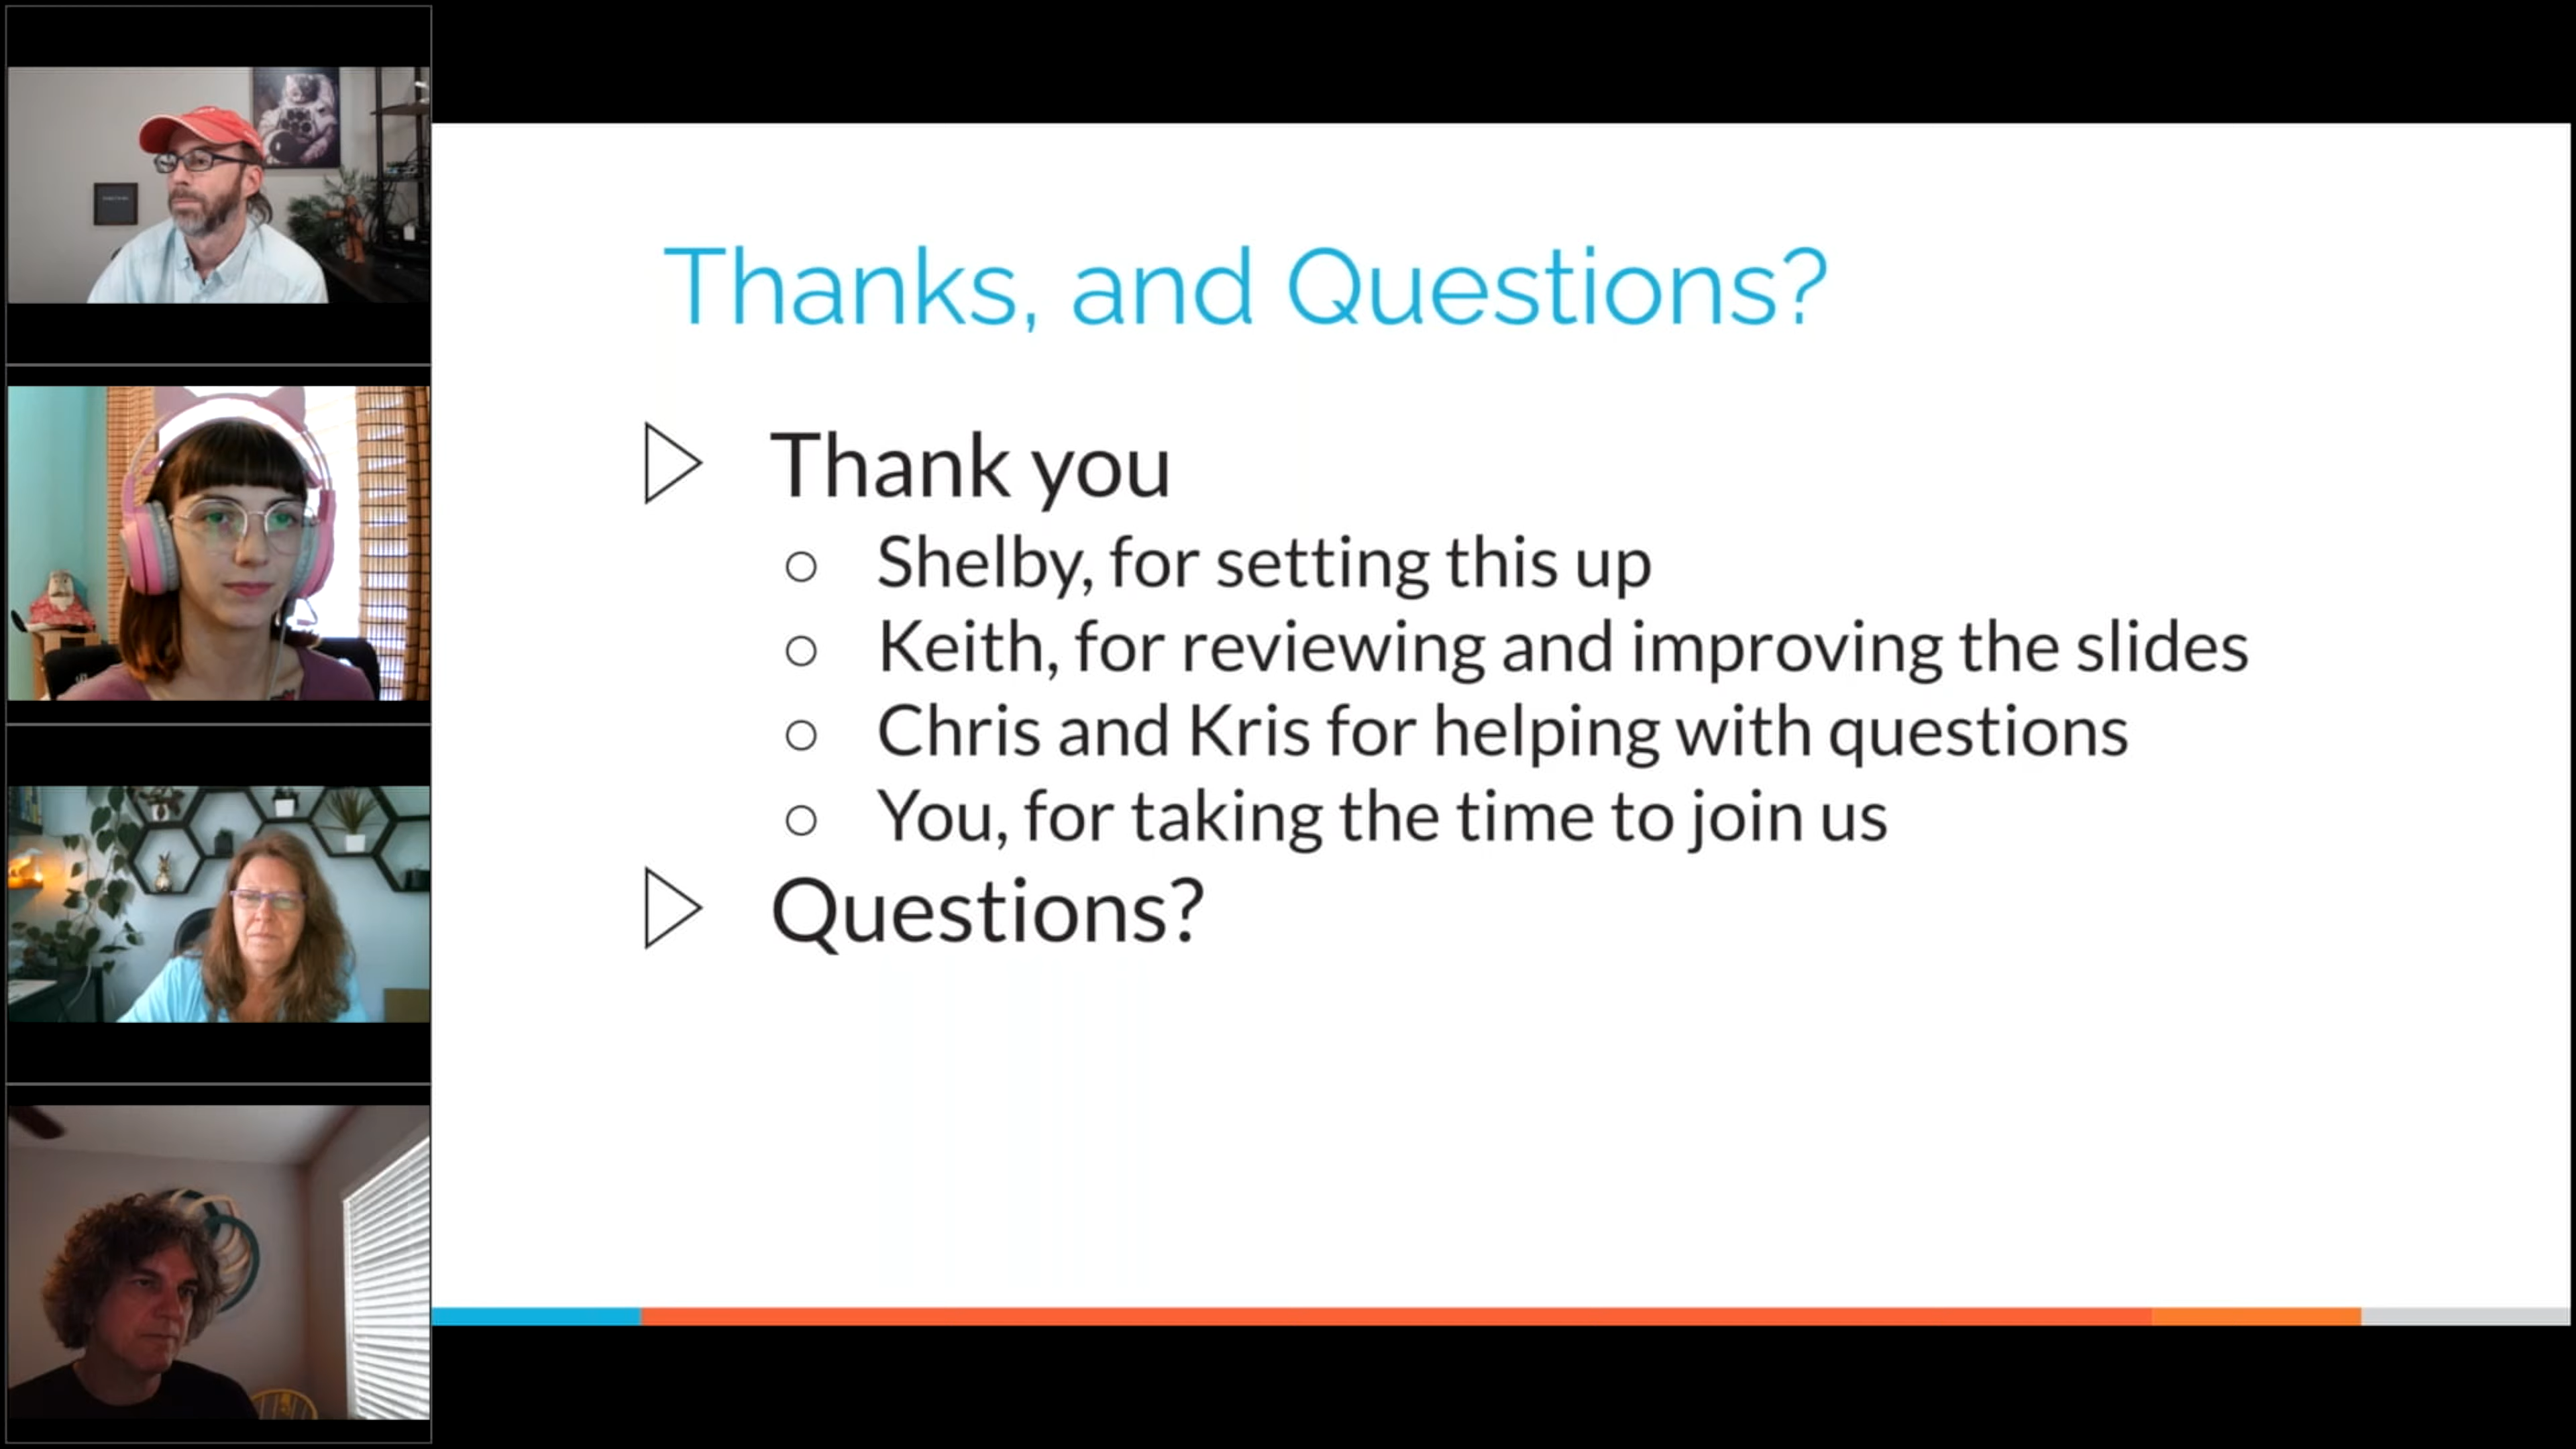 Thanks, and Questions?
Thank you
Shelby, for setting this up
Keith, for reviewing and improving the slides
Chris and Kris for helping with questions
You, for taking the time to join us
Questions?